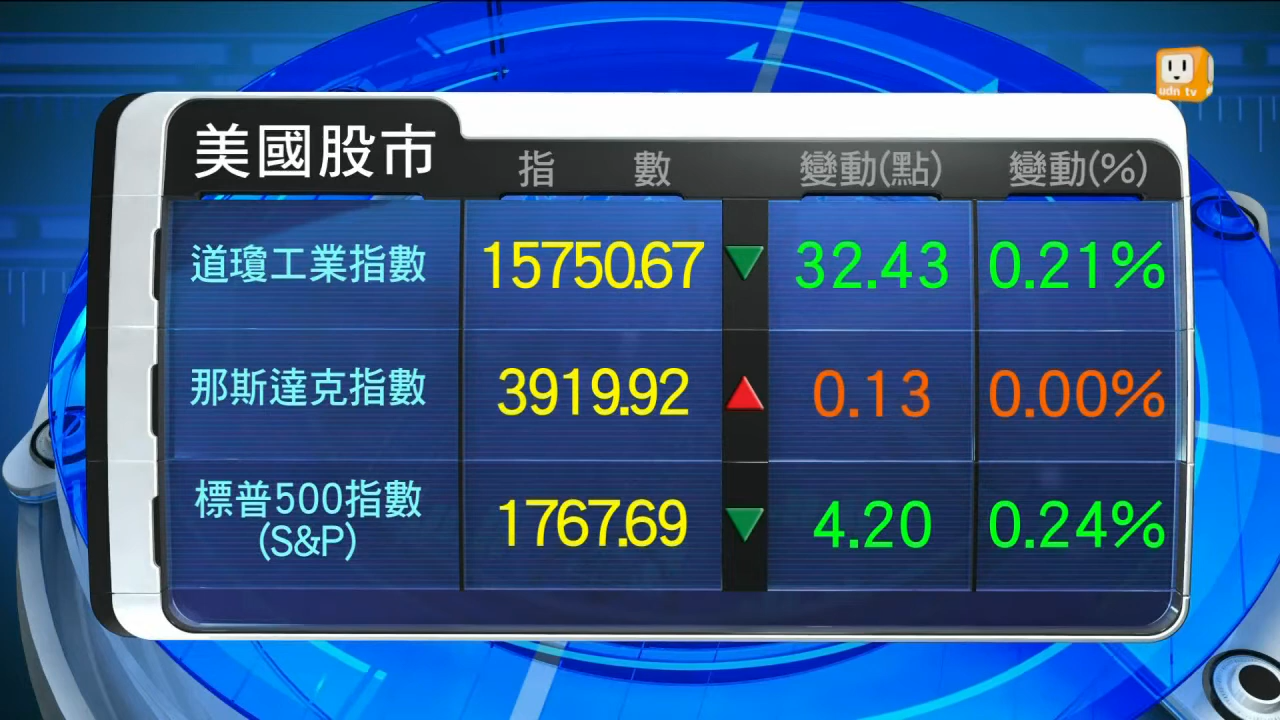 udn tv
美國股市 指數 變動(點) 變動(%)
道瓊工業指數 15750.67 ▼ 32.43 0.21%
那斯達克指數 3919.92 ▲ 0.13 0.00%
標普500指數
(S&P) 1767.69 ▼ 4.20 0.24%